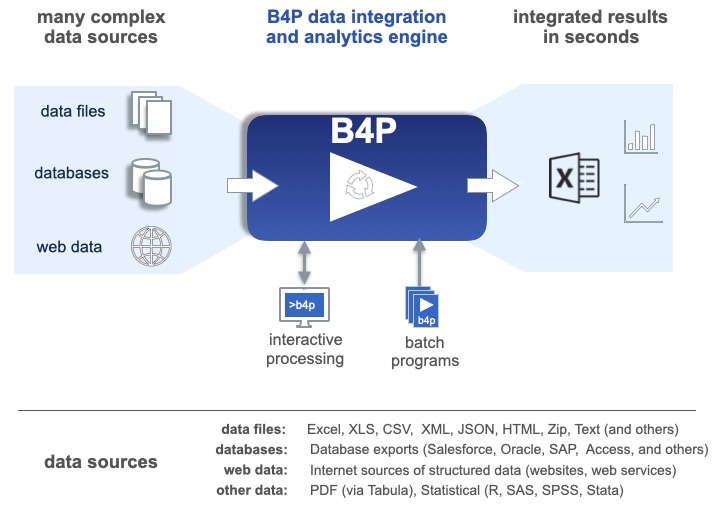 many complex
data sources
B4P data integration
and analytics engine
integrated results
in seconds
data files
databases
web data
B4P
X
>b4p
interactive
processing
b4p
batch
programs
data sources
data files: Excel, XLS, CSV, XML, JSON, HTML, Zip, Text (and others)
databases: Database exports (Salesforce, Oracle, SAP, Access, and others)
web data: Internet sources of structured data (websites, web services)
other data: PDF (via Tabula), Statistical (R, SAS, SPSS, Stata)